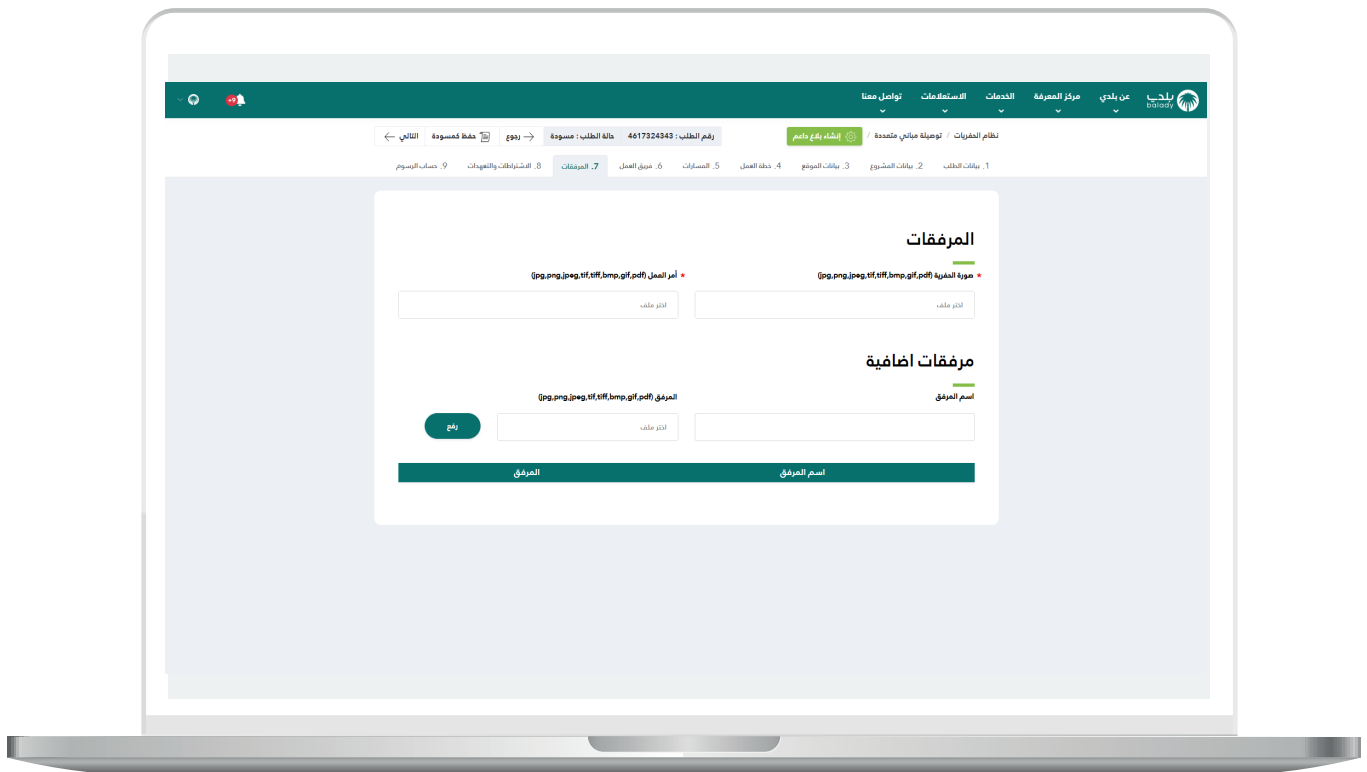 بلدي
balady
عن بلدي
مركز المعرفة
الخدمات
الاستعلامات
تواصل معنا
+9
نظام الحفريات / توصيلة مباني متعددة /
إنشاء بلاغ داعم
رقم الطلب : 4617324343
حالة الطلب : مسودة
رجوع
حفظ كمسودة
التالي
1. بيانات الطلب
2. بيانات المشروع
3. بيانات الموقع
4. خطة العمل
5. المسارات
6. فريق العمل
7. المرفقات
8. الاشتراطات والتعهدات
9. حساب الرسوم
المرفقات
* صورة الحفرية (jpg,png,jpeg,tif,tiff,bmp,gif,pdf)
* أمر العمل (jpg,png,jpeg,tif,tiff,bmp,gif,pdf)
اختر ملف
اختر ملف
مرفقات اضافية
اسم المرفق
المرفق (jpg,png,jpeg,tif,tiff,bmp,gif,pdf)
اختر ملف
رفع
اسم المرفق
المرفق